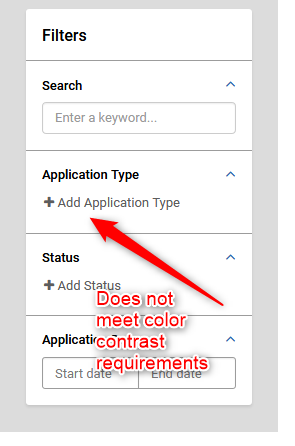 Filters
Search
Enter a keyword...
Application Type
+ Add Application Type
Status
+ Add Status
Does not
meet color
contrast
requirements
Application
Start date
End date